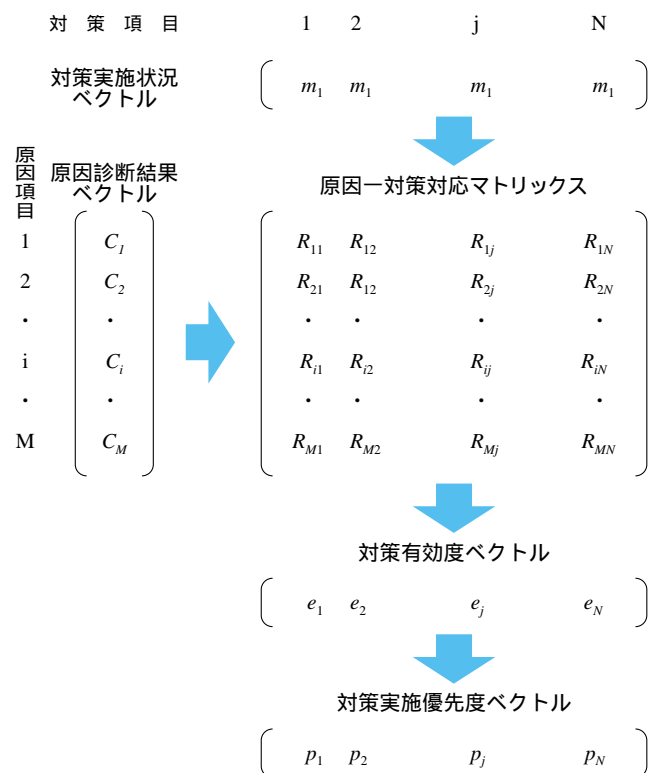 対 策 項 目 1 2 j N
対策実施状況
ベクトル
m₁ m₁ m₁ m₁
原因項目
原因診断結果
ベクトル
原因一対策対応マトリックス
1 C₁ R₁₁ R₁₂ R₁ⱼ R₁N
2 C₂ R₂₁ R₁₂ R₂ⱼ R₂N
・ ・ ・ ・ ・ ・
i Cᵢ Rᵢ₁ Rᵢ₂ Rᵢⱼ RᵢN
・ ・ ・ ・ ・ ・
M CM RM1 RM2 RMj RMN
対策有効度ベクトル
e₁ e₂ eⱼ eN
対策実施優先度ベクトル
p₁ p₂ pⱼ pN